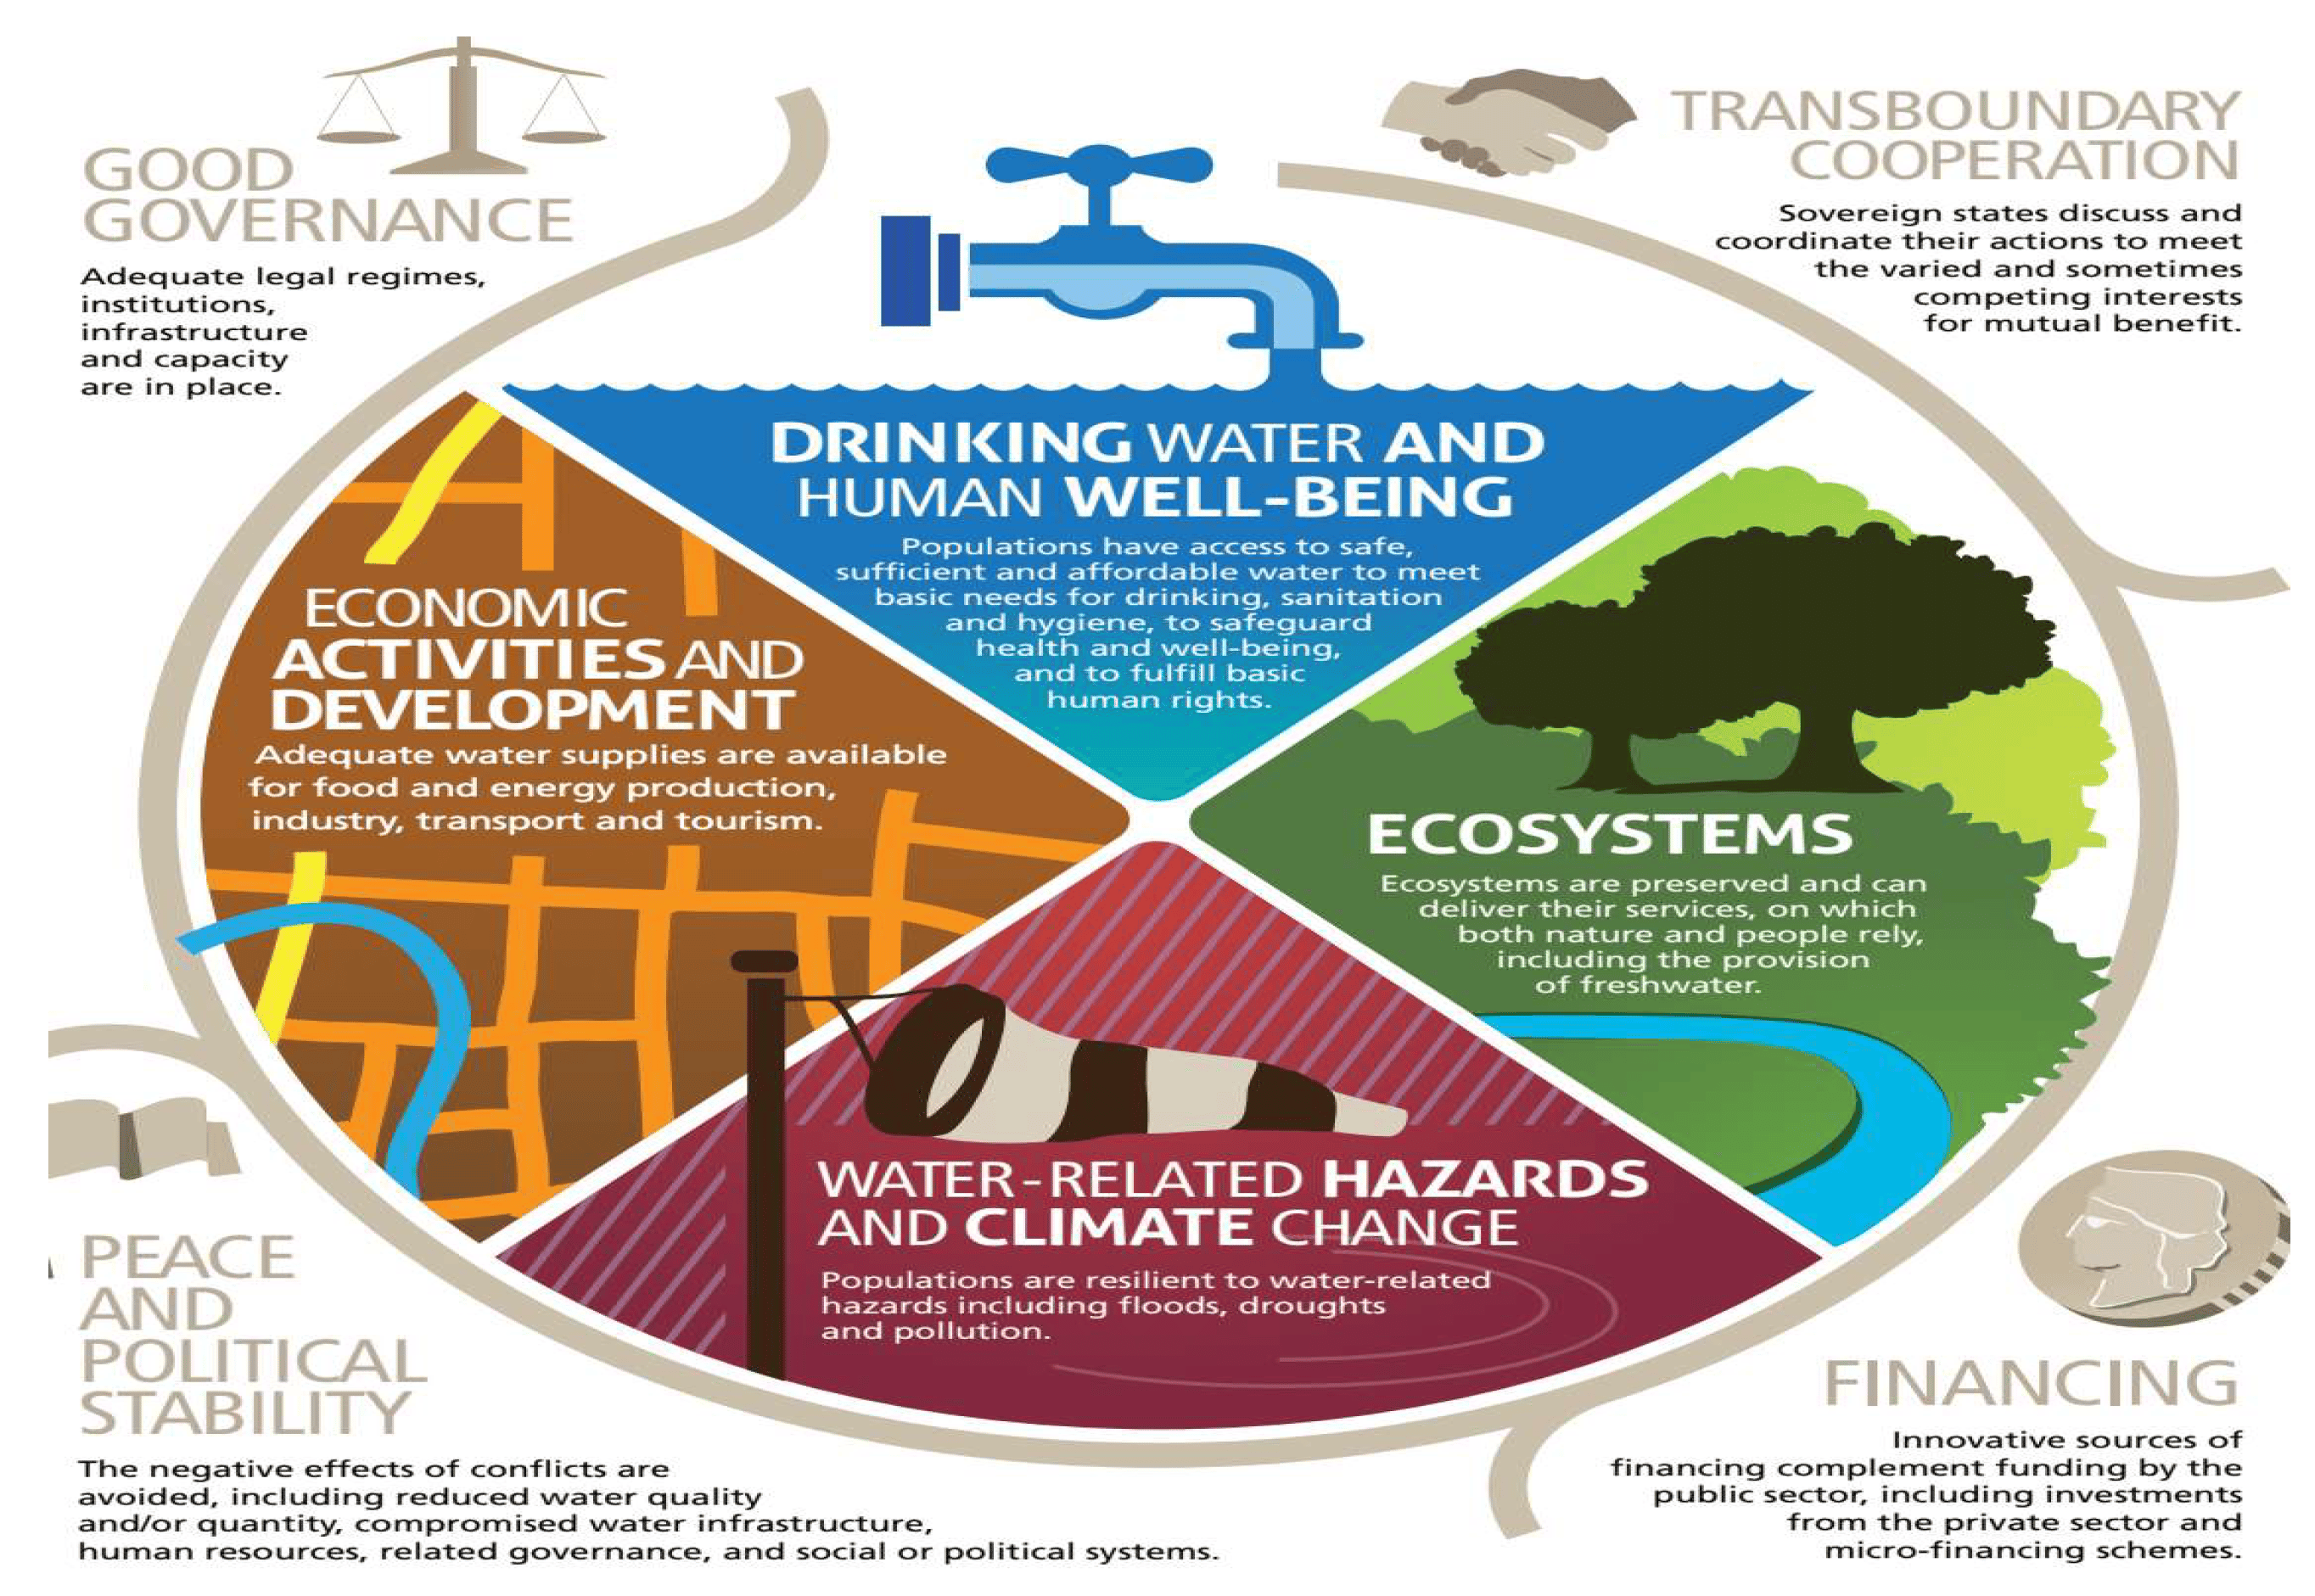 GOOD
GOVERNANCE
Adequate legal regimes,
institutions,
infrastructure
and capacity
are in place.
TRANSBOUNDARY
COOPERATION
Sovereign states discuss and
coordinate their actions to meet
the varied and sometimes
competing interests
for mutual benefit.
DRINKING WATER AND
HUMAN WELL-BEING
Populations have access to safe,
sufficient and affordable water to meet
basic needs for drinking, sanitation
and hygiene, to safeguard
health and well-being,
and to fulfill basic
human rights.
ECONOMIC
ACTIVITIES AND
DEVELOPMENT
Adequate water supplies are available
for food and energy production,
industry, transport and tourism.
ECOSYSTEMS
Ecosystems are preserved and can
deliver their services, on which
both nature and people rely,
including the provision
of freshwater.
WATER-RELATED HAZARDS
AND CLIMATE CHANGE
Populations are resilient to water-related
hazards including floods, droughts
and pollution.
PEACE
AND
POLITICAL
STABILITY
The negative effects of conflicts are
avoided, including reduced water quality
and/or quantity, compromised water infrastructure,
human resources, related governance, and social or political systems.
FINANCING
Innovative sources of
financing complement funding by the
public sector, including investments
from the private sector and
micro-financing schemes.